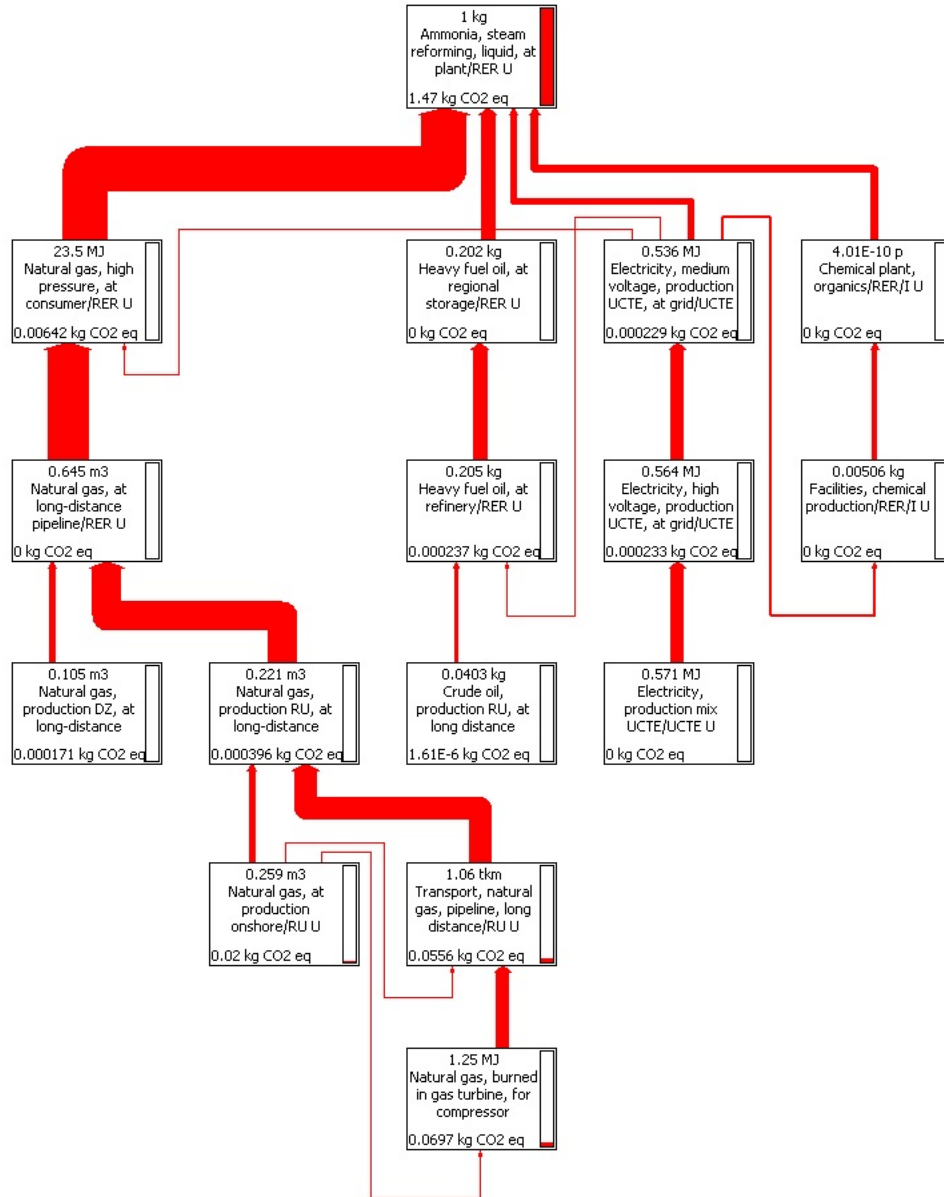 1 kg
Ammonia, steam
reforming, liquid, at
plant/RER U
1.47 kg CO2 eq
23.5 MJ
Natural gas, high
pressure, at
consumer/RER U
0.00642 kg CO2 eq
0.202 kg
Heavy fuel oil, at
regional
storage/RER U
0 kg CO2 eq
0.536 MJ
Electricity, medium
voltage, production
UCTE, at grid/UCTE
0.000229 kg CO2 eq
4.01E-10 p
Chemical plant,
organics/RER/I U
0 kg CO2 eq
0.645 m3
Natural gas, at
long-distance
pipeline/RER U
0 kg CO2 eq
0.205 kg
Heavy fuel oil, at
refinery/RER U
0.000237 kg CO2 eq
0.564 MJ
Electricity, high
voltage, production
UCTE, at grid/UCTE
0.000233 kg CO2 eq
0.00506 kg
Facilities, chemical
production/RER/I U
0 kg CO2 eq
0.105 m3
Natural gas,
production DZ, at
long-distance
0.000171 kg CO2 eq
0.221 m3
Natural gas,
production RU, at
long-distance
0.000396 kg CO2 eq
0.0403 kg
Crude oil,
production RU, at
long distance
1.61E-6 kg CO2 eq
0.571 MJ
Electricity,
production mix
UCTE/UCTE U
0 kg CO2 eq
0.259 m3
Natural gas, at
production
onshore/RU U
0.02 kg CO2 eq
1.06 tkm
Transport, natural
gas, pipeline, long
distance/RU U
0.0556 kg CO2 eq
1.25 MJ
Natural gas, burned
in gas turbine, for
compressor
0.0697 kg CO2 eq